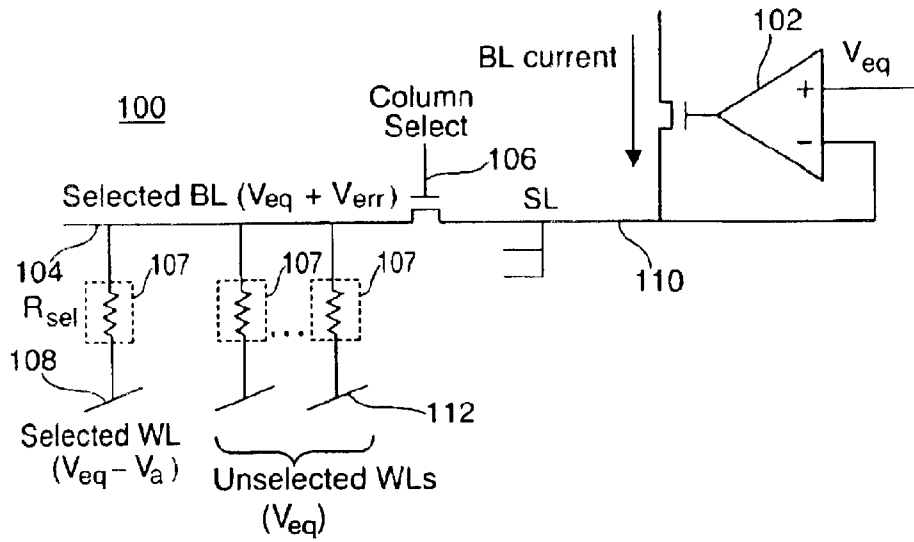 102
BL current
V_eq
100
Column
Select
+
−
106
Selected BL (V_eq + V_err)
SL
104
107
107
107
110
R_sel
...
108
112
Selected WL
(V_eq − V_a)
Unselected WLs
(V_eq)